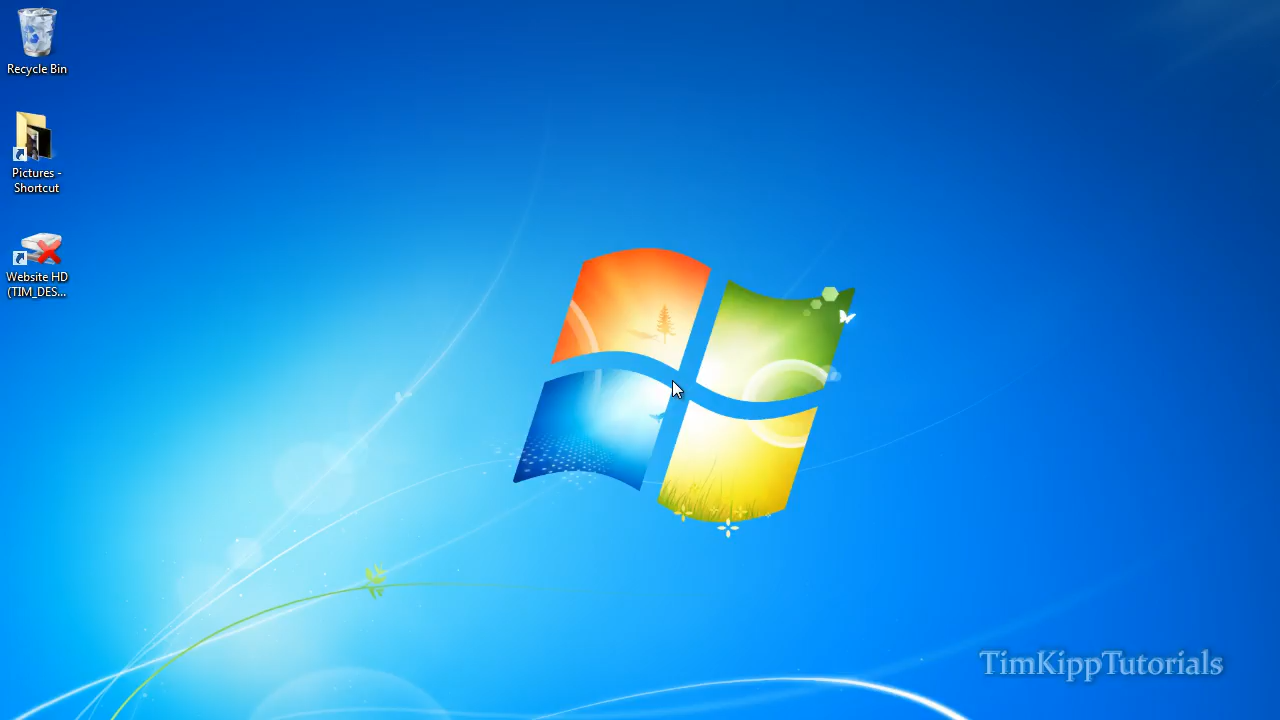 Recycle Bin
Pictures -
Shortcut
Website HD
(TIM_DES...
TimKippTutorials